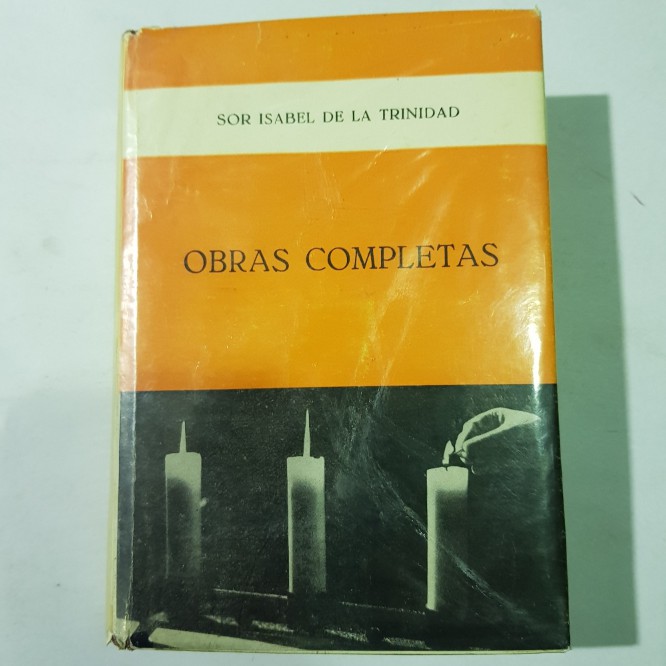 SOR ISABEL DE LA TRINIDAD
OBRAS COMPLETAS